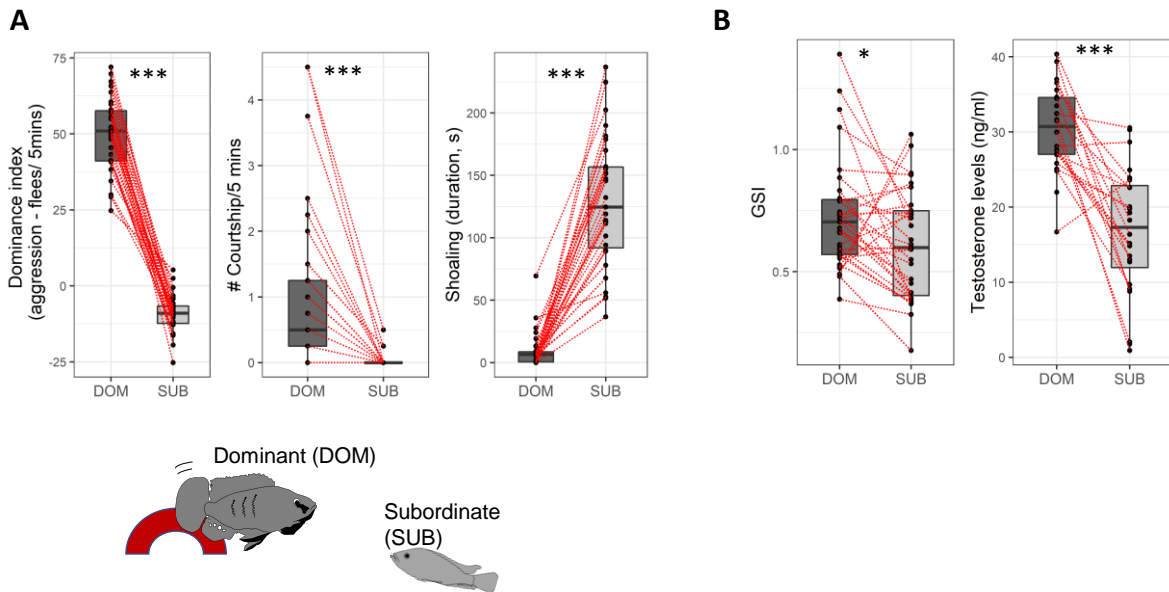 A
Dominance index
(aggression - flees/ 5mins)
75
50
25
0
-25
***
DOM SUB
# Courtship/5 mins
4
3
2
1
0
***
DOM SUB
Shoaling (duration, s)
200
150
100
50
0
***
DOM SUB
B
GSI
1.0
0.5
*
DOM SUB
Testosterone levels (ng/ml)
40
30
20
10
0
***
DOM SUB
Dominant (DOM)
Subordinate
(SUB)